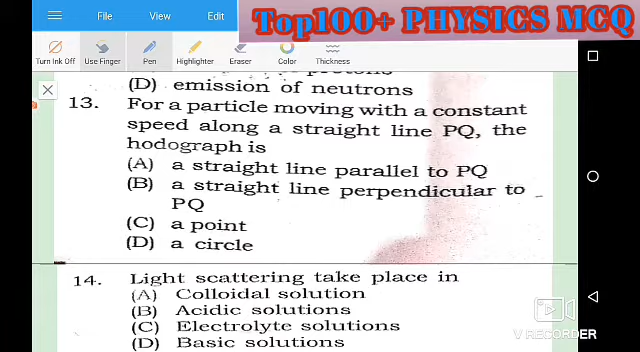 File View Edit
Top100+ PHYSICS MCQ
Turn Ink Off Use Finger Pen Highlighter Eraser Color Thickness
(D) emission of neutrons
13. For a particle moving with a constant
speed along a straight line PQ, the
hodograph is
(A) a straight line parallel to PQ
(B) a straight line perpendicular to
PQ
(C) a point
(D) a circle
14. Light scattering take place in
(A) Colloidal solution
(B) Acidic solutions
(C) Electrolyte solutions
(D) Basic solutions
V RECORDER